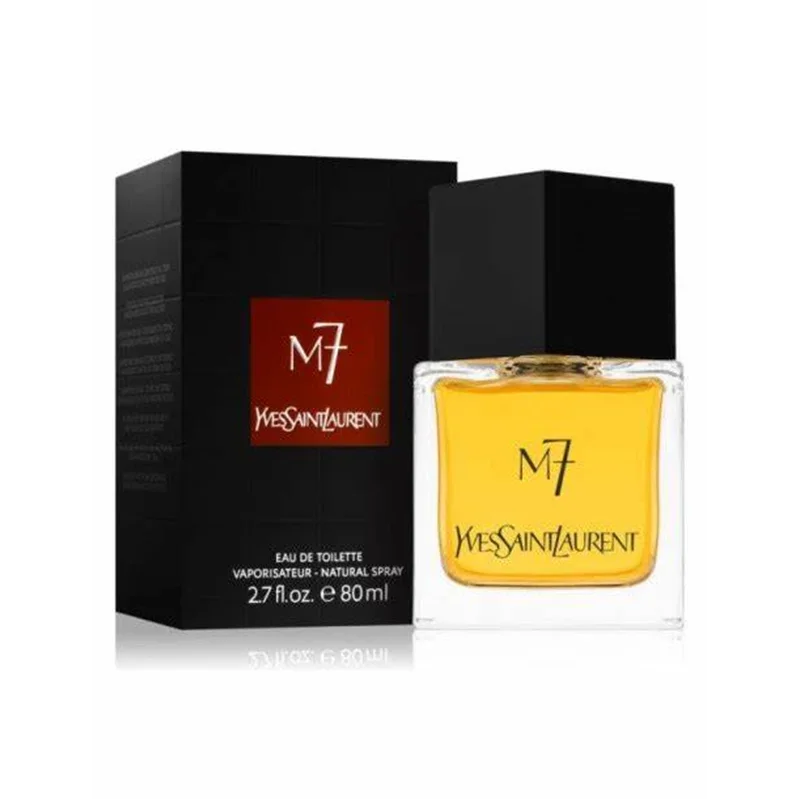 M7
YVESSAINTLAURENT
EAU DE TOILETTE
VAPORISATEUR - NATURAL SPRAY
2.7 fl.oz. ℮ 80 ml
M7
YVESSAINTLAURENT